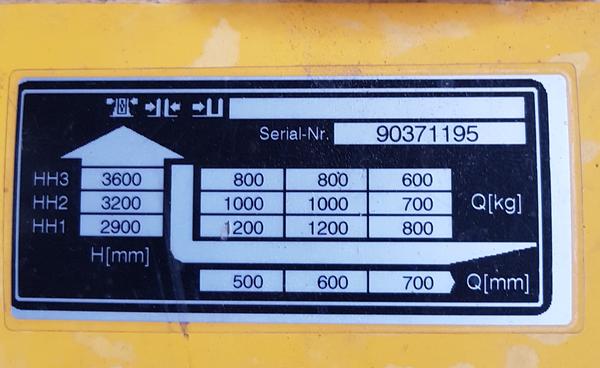 Serial-Nr. 90371195
HH3 3600 800 800 600
HH2 3200 1000 1000 700 Q[kg]
HH1 2900 1200 1200 800
H[mm]
500 600 700 Q[mm]